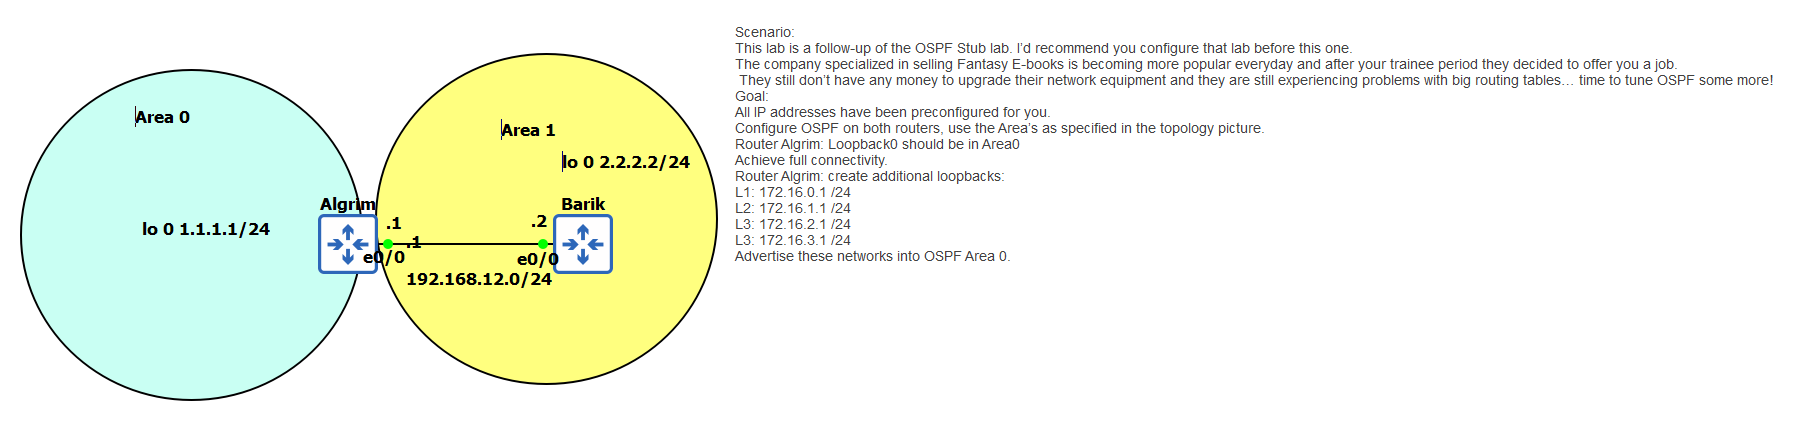 Area 0
lo 0 1.1.1.1/24
Area 1
lo 0 2.2.2.2/24
Algrim
Barik
.1
.2
.1
e0/0
e0/0
192.168.12.0/24
Scenario:
This lab is a follow-up of the OSPF Stub lab. I’d recommend you configure that lab before this one.
The company specialized in selling Fantasy E-books is becoming more popular everyday and after your trainee period they decided to offer you a job.
They still don’t have any money to upgrade their network equipment and they are still experiencing problems with big routing tables… time to tune OSPF some more!
Goal:
All IP addresses have been preconfigured for you.
Configure OSPF on both routers, use the Area’s as specified in the topology picture.
Router Algrim: Loopback0 should be in Area0
Achieve full connectivity.
Router Algrim: create additional loopbacks:
L1: 172.16.0.1 /24
L2: 172.16.1.1 /24
L3: 172.16.2.1 /24
L3: 172.16.3.1 /24
Advertise these networks into OSPF Area 0.